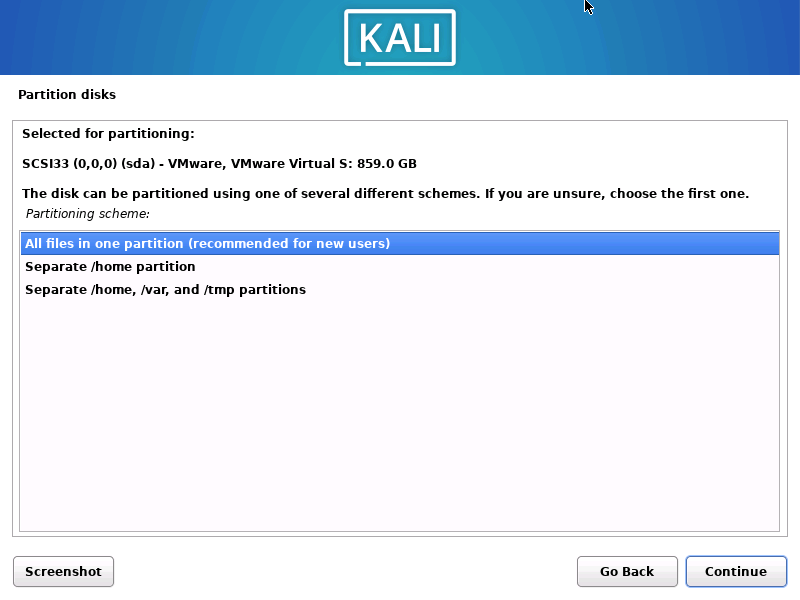 KALI
Partition disks
Selected for partitioning:
SCSI33 (0,0,0) (sda) - VMware, VMware Virtual S: 859.0 GB
The disk can be partitioned using one of several different schemes. If you are unsure, choose the first one.
Partitioning scheme:
All files in one partition (recommended for new users)
Separate /home partition
Separate /home, /var, and /tmp partitions
Screenshot
Go Back
Continue